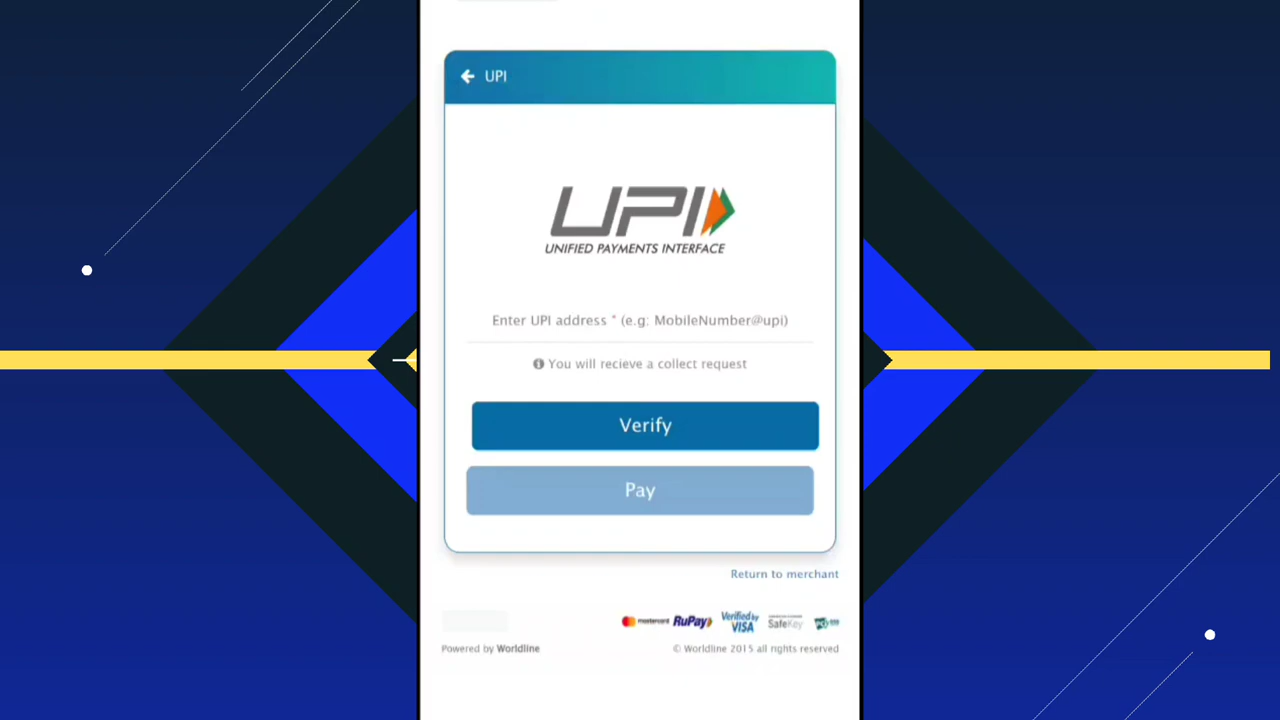 UPI
UPI
UNIFIED PAYMENTS INTERFACE
Enter UPI address * (e.g: MobileNumber@upi)
You will recieve a collect request
Verify
Pay
Return to merchant
mastercard RuPay Verified by VISA SafeKey
Powered by Worldline
© Worldline 2015 all rights reserved